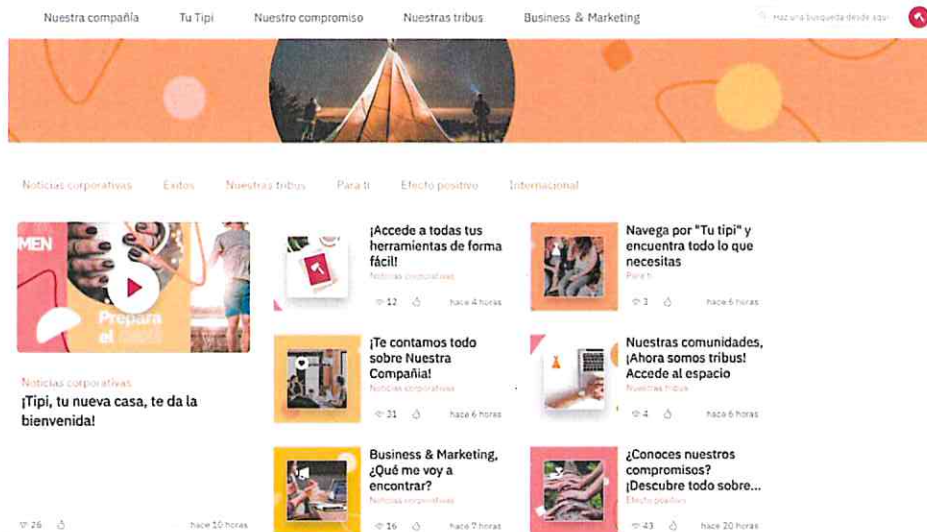 Nuestra compañía
Tu Tipi
Nuestro compromiso
Nuestras tribus
Business & Marketing
Haz una búsqueda desde aquí
Noticias corporativas
Éxitos
Nuestras tribus
Para ti
Efecto positivo
Internacional
MEN
Prepara
el
Noticias corporativas
¡Tipi, tu nueva casa, te da la
bienvenida!
26
hace 10 horas
¡Accede a todas tus
herramientas de forma
fácil!
Noticias corporativas
12
hace 4 horas
Navega por "Tu tipi" y
encuentra todo lo que
necesitas
Para ti
3
hace 6 horas
¡Te contamos todo
sobre Nuestra
Compañía!
Noticias corporativas
31
hace 6 horas
Nuestras comunidades,
¡Ahora somos tribus!
Accede al espacio
Nuestras tribus
4
hace 6 horas
Business & Marketing,
¿Qué me voy a
encontrar?
Noticias corporativas
16
hace 7 horas
¿Conoces nuestros
compromisos?
¡Descubre todo sobre...
Efecto positivo
43
hace 20 horas